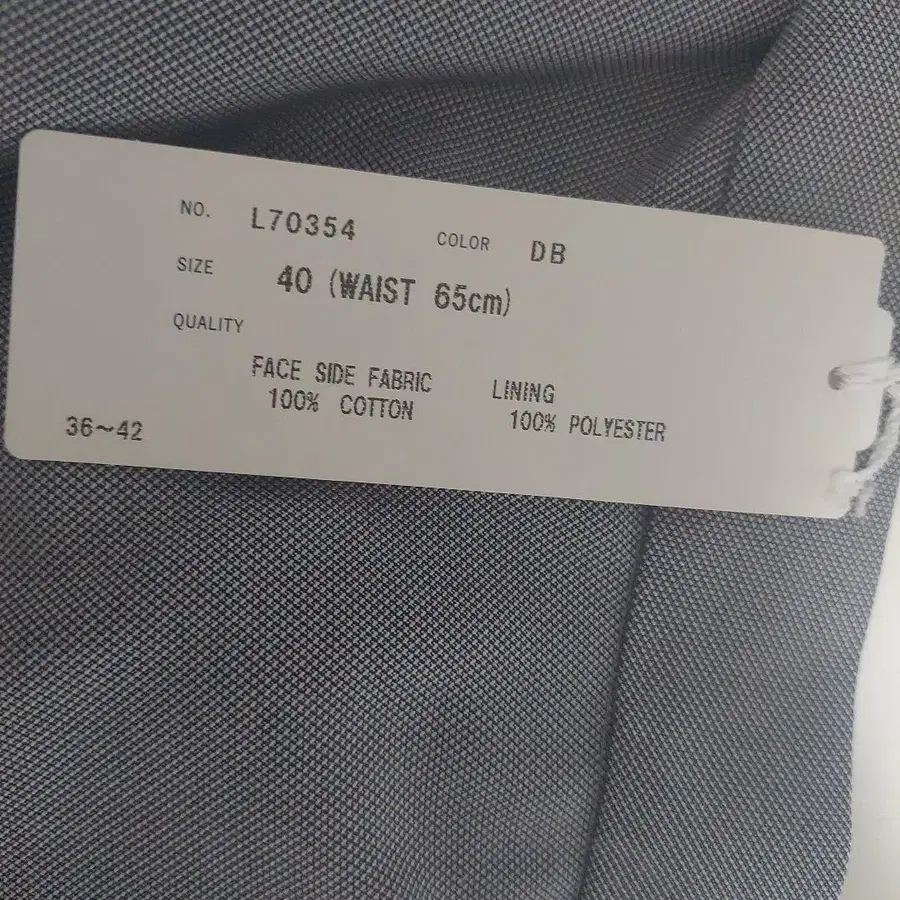 NO. L70354 COLOR DB
SIZE 40 (WAIST 65cm)
QUALITY
FACE SIDE FABRIC LINING
100% COTTON 100% POLYESTER
36~42